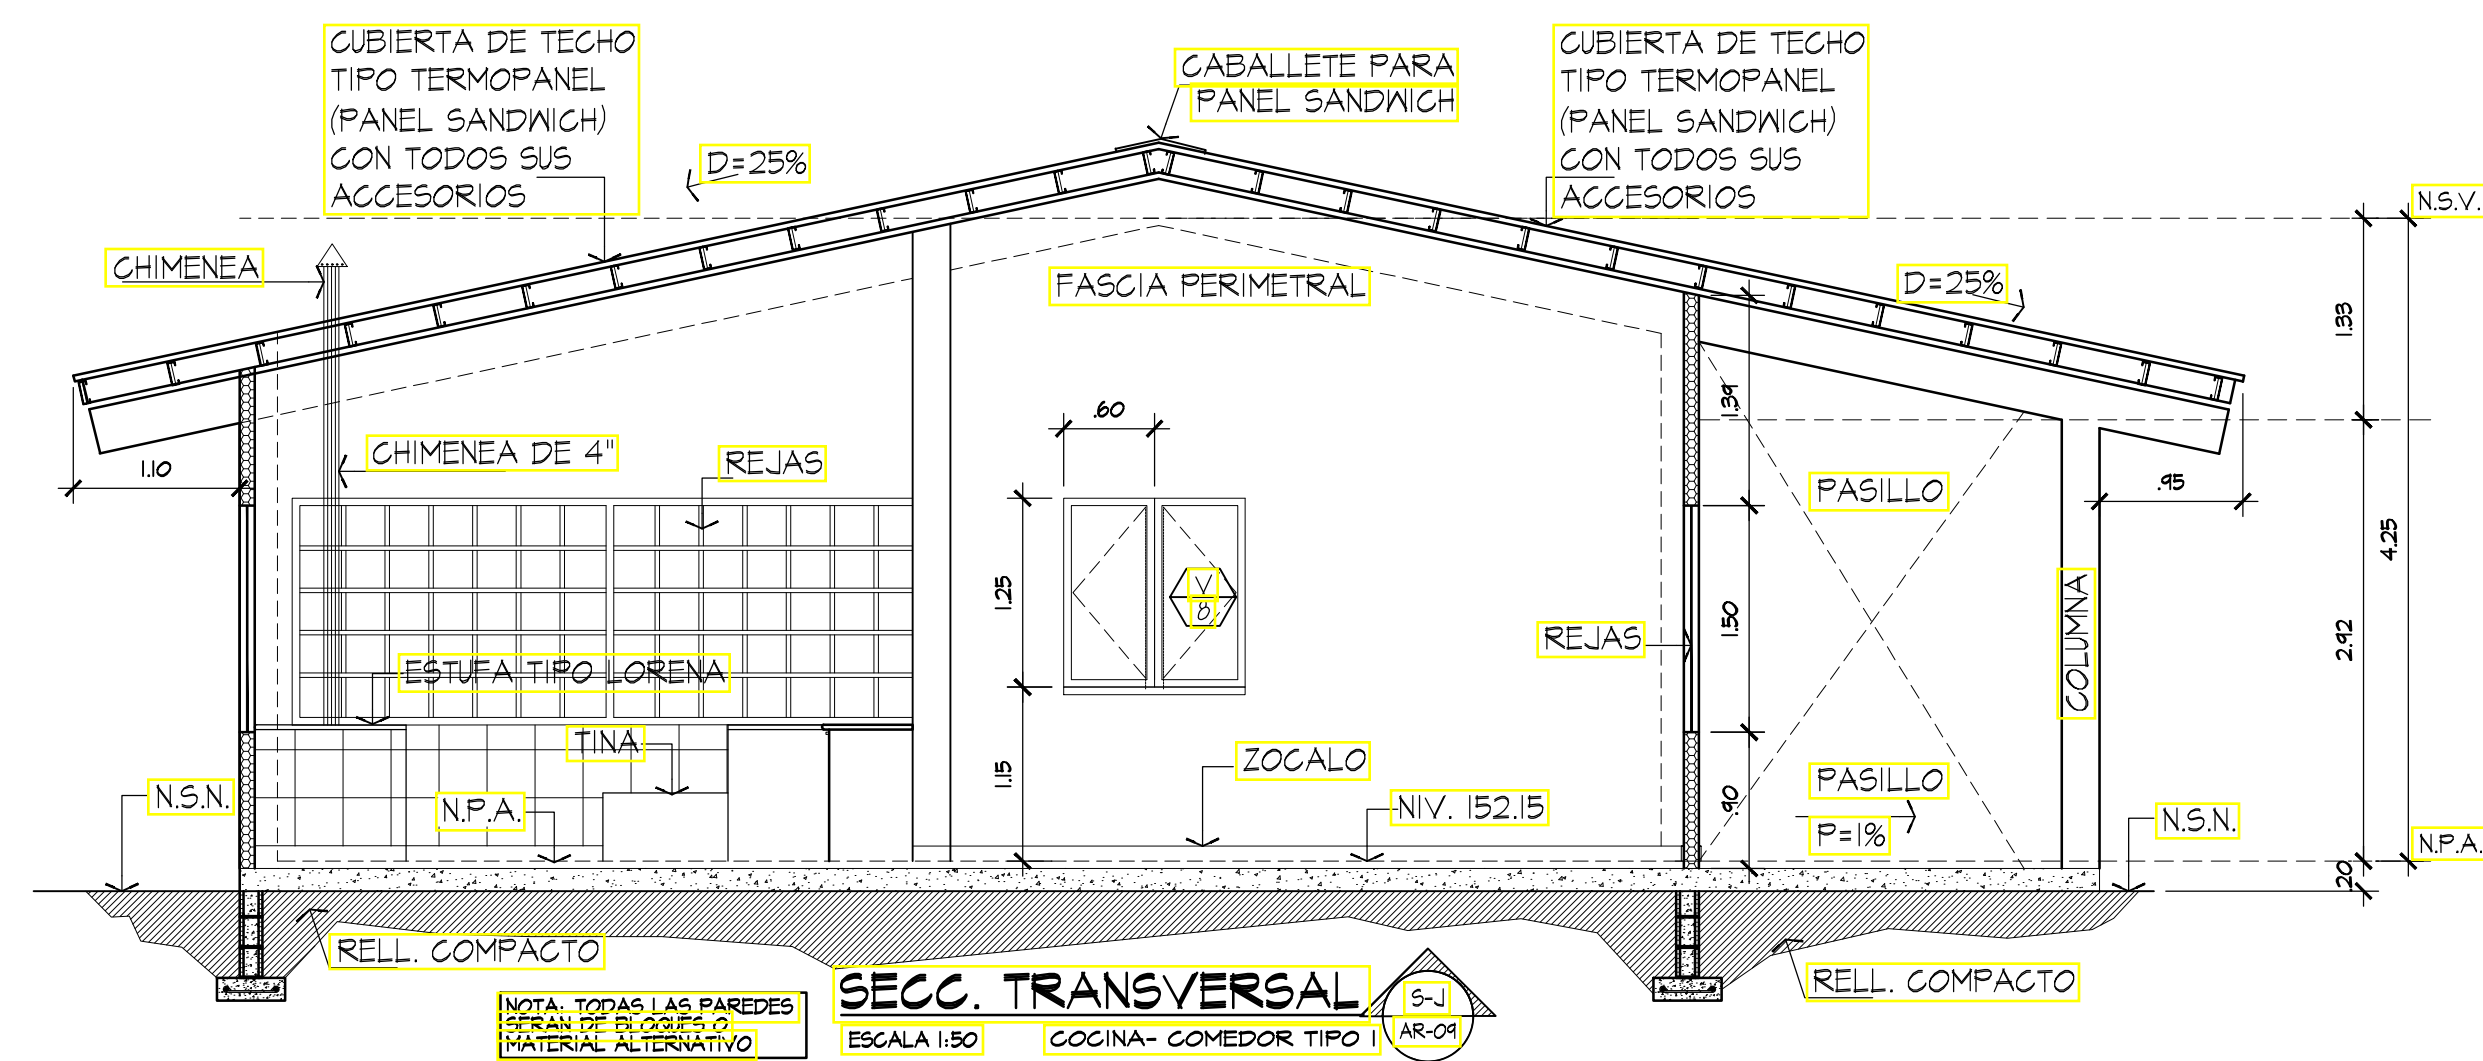 CUBIERTA DE TECHO
TIPO TERMOPANEL
(PANEL SANDWICH)
CON TODOS SUS
ACCESORIOS
CABALLETE PARA
PANEL SANDWICH
CUBIERTA DE TECHO
TIPO TERMOPANEL
(PANEL SANDWICH)
CON TODOS SUS
ACCESORIOS
D=25%
N.S.V.
CHIMENEA
FASCIA PERIMETRAL
D=25%
1.33
1.39
.60
CHIMENEA DE 4"
REJAS
1.10
PASILLO
.95
4.25
1.25
V
8
1.50
REJAS
COLUMNA
2.92
ESTUFA TIPO LORENA
TINA
ZOCALO
1.15
PASILLO
N.S.N.
N.P.A.
NIV. 152.15
.90
P=1%
N.S.N.
N.P.A.
.20
RELL. COMPACTO
RELL. COMPACTO
SECC. TRANSVERSAL
S-J
AR-09
NOTA: TODAS LAS PAREDES
SERAN DE BLOQUES O
MATERIAL ALTERNATIVO
ESCALA 1:50
COCINA- COMEDOR TIPO 1